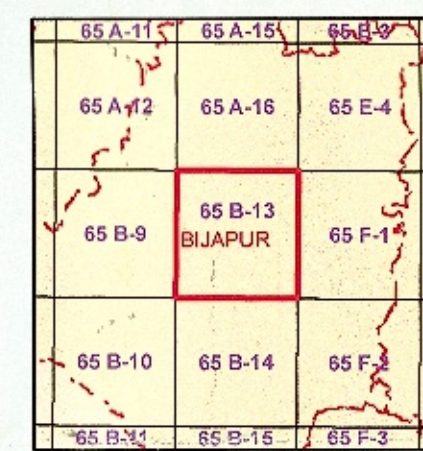 65 A-11 65 A-15 65 E-3
65 A-12 65 A-16 65 E-4
65 B-9 65 B-13 65 F-1
BIJAPUR
65 B-10 65 B-14 65 F-2
65 B-11 65 B-15 65 F-3